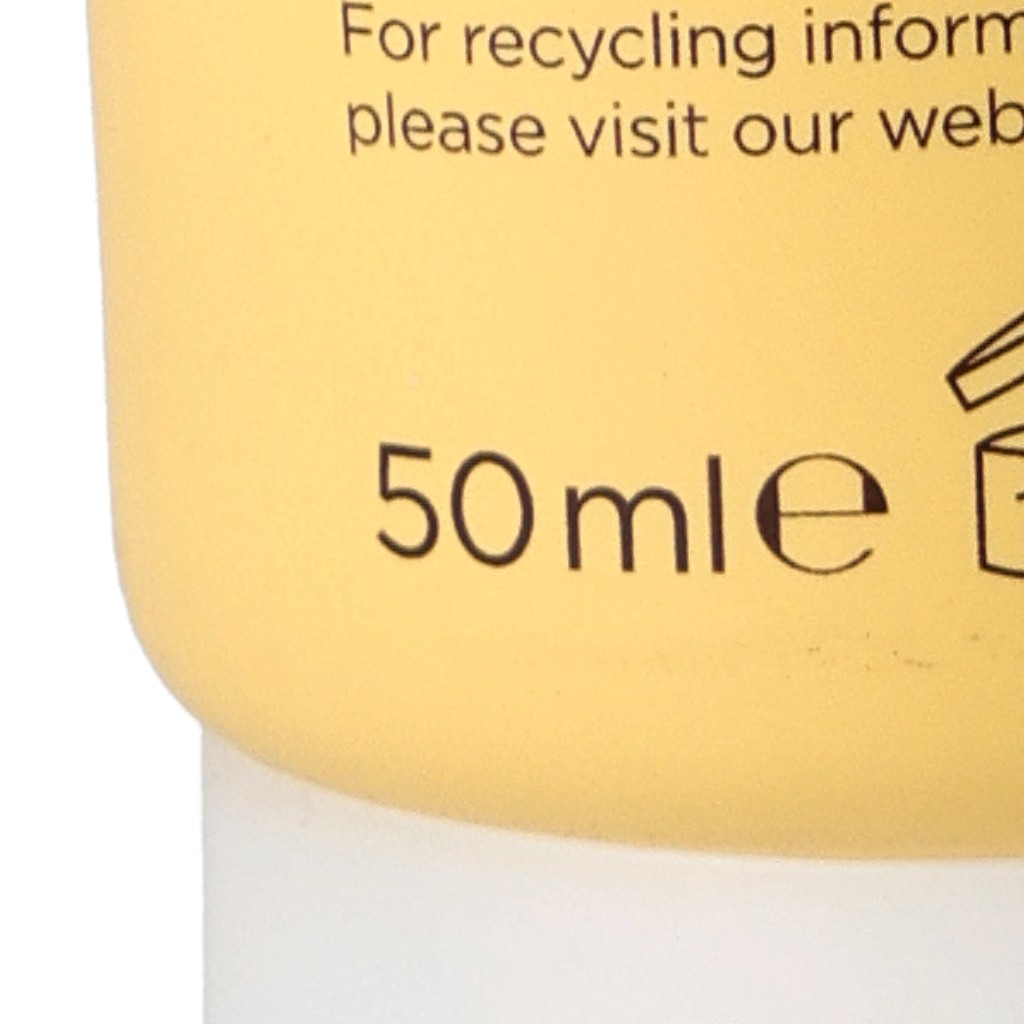 For recycling inform
please visit our web
50ml℮